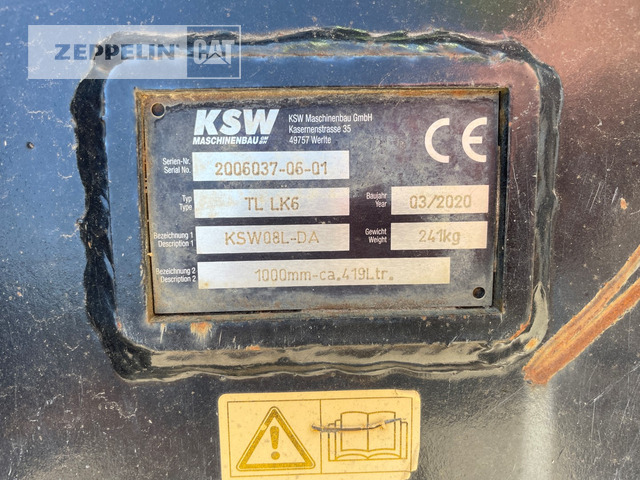 ZEPPELIN CAT
KSW
MASCHINENBAU
KSW Maschinenbau GmbH
Kasernenstrasse 35
49757 Werlte
CE
Serien-Nr.
Serial No.
2006037-06-01
Typ
Type
TL LK6
Baujahr
Year
03/2020
Bezeichnung 1
Description 1
KSW08L-DA
Gewicht
Weight
241kg
Bezeichnung 2
Description 2
1000mm-ca.419Ltr.